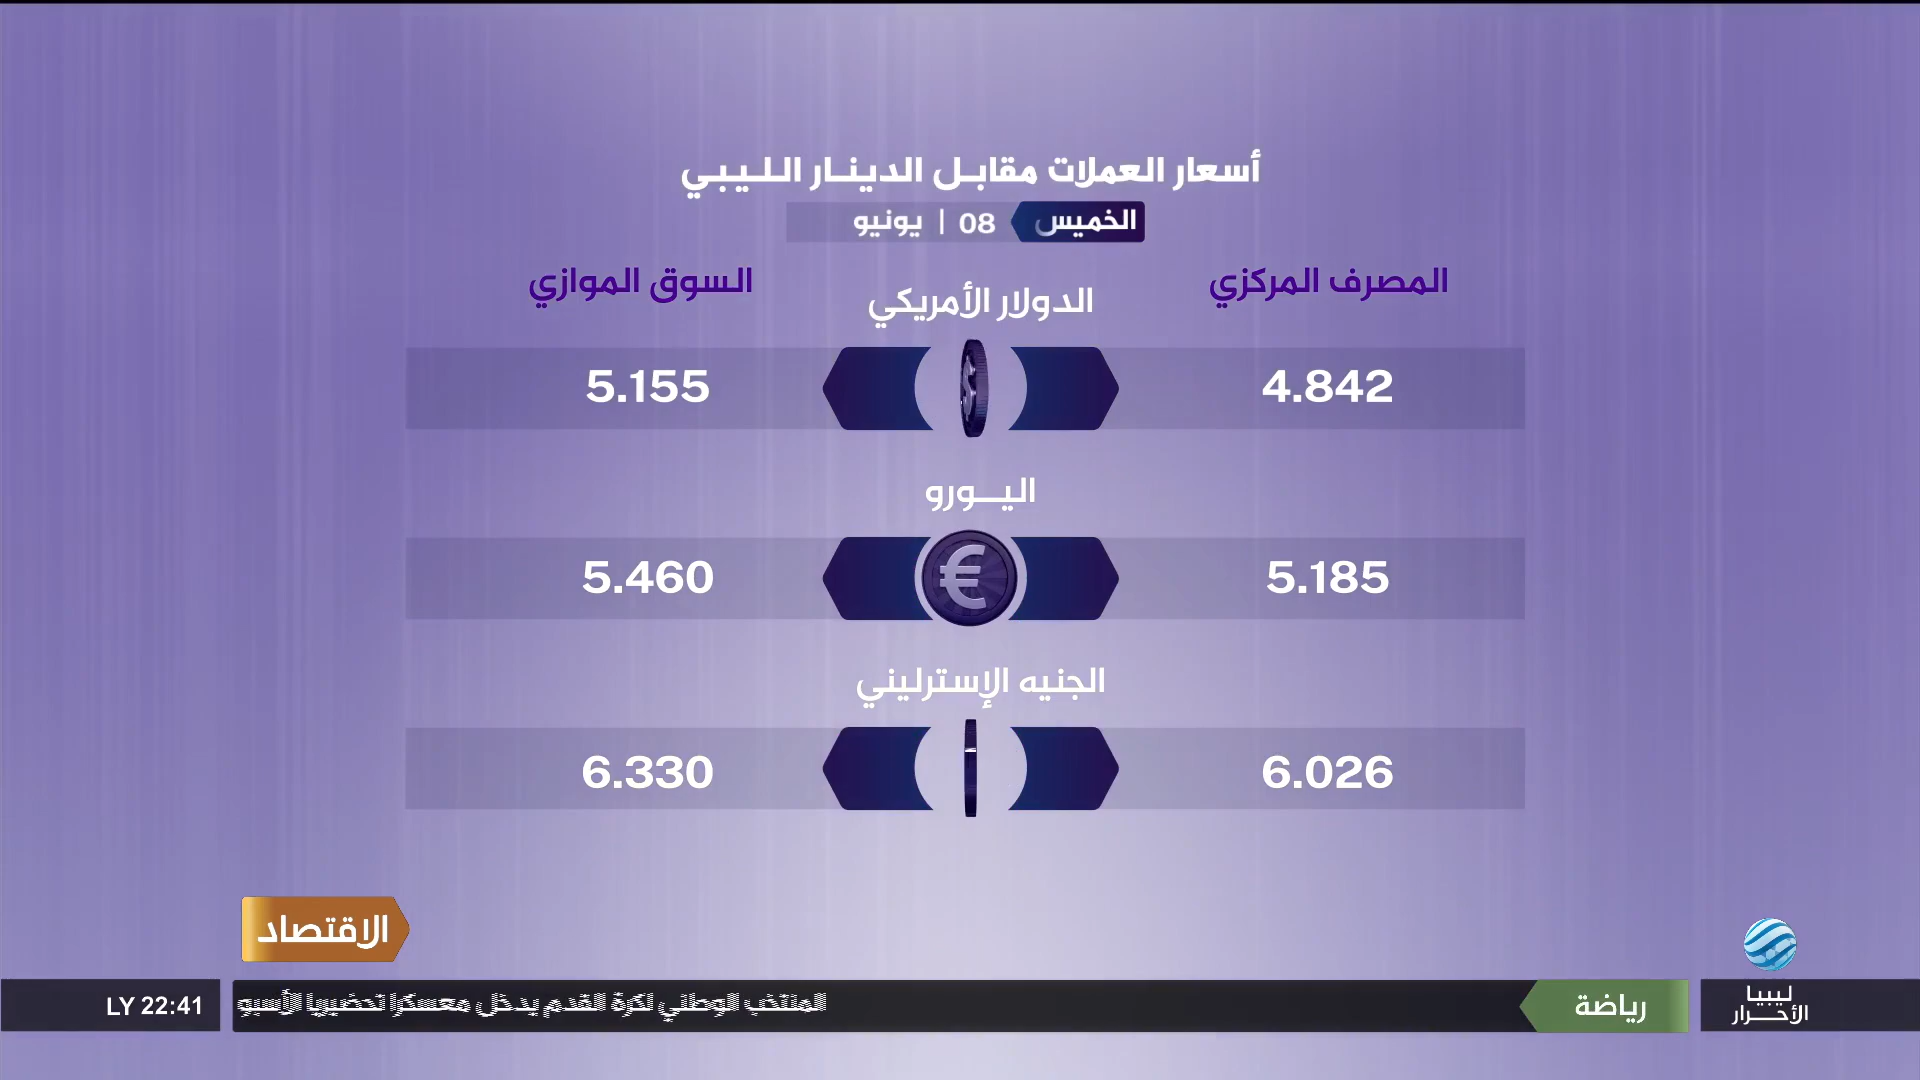 أسعار العملات مقابل الدينار الليبي
الخميس 08 | يونيو
المصرف المركزي
السوق الموازي
الدولار الأمريكي
4.842
5.155
اليورو
5.185
5.460
الجنيه الإسترليني
6.026
6.330
الاقتصاد
ليبيا
الأحرار
رياضة
المنتخب الوطني لكرة القدم يدخل معسكرا تحضيريا الأسبو
LY 22:41